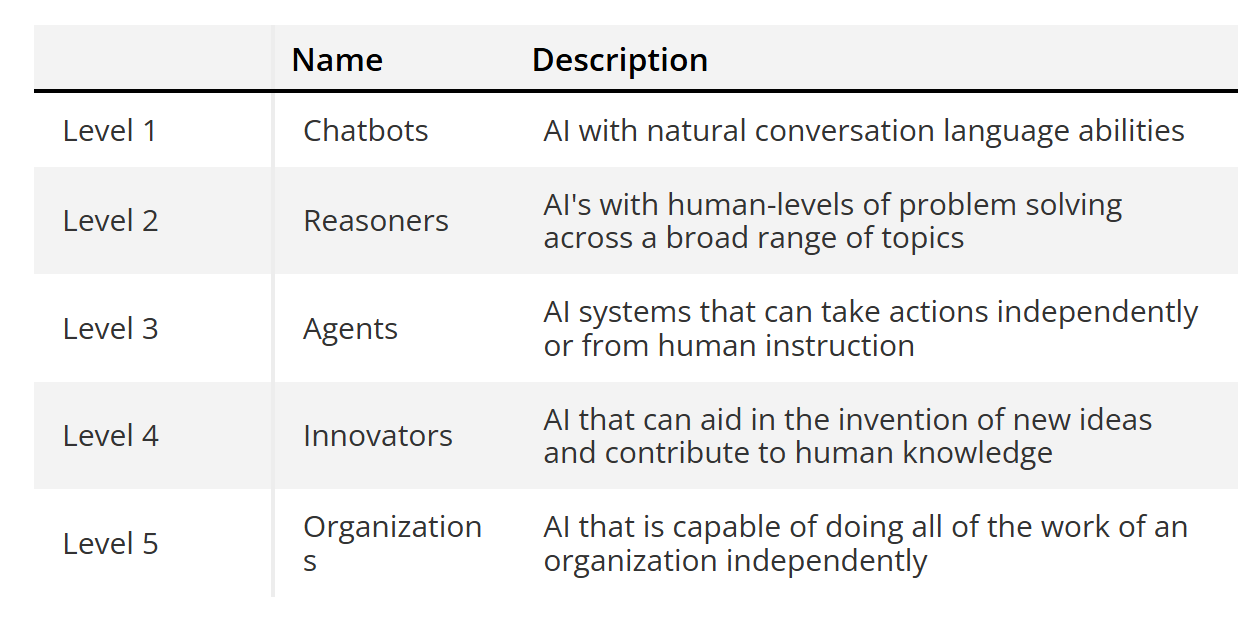 Name Description
Level 1 Chatbots AI with natural conversation language abilities
Level 2 Reasoners AI's with human-levels of problem solving
across a broad range of topics
Level 3 Agents AI systems that can take actions independently
or from human instruction
Level 4 Innovators AI that can aid in the invention of new ideas
and contribute to human knowledge
Level 5 Organization
s AI that is capable of doing all of the work of an
organization independently